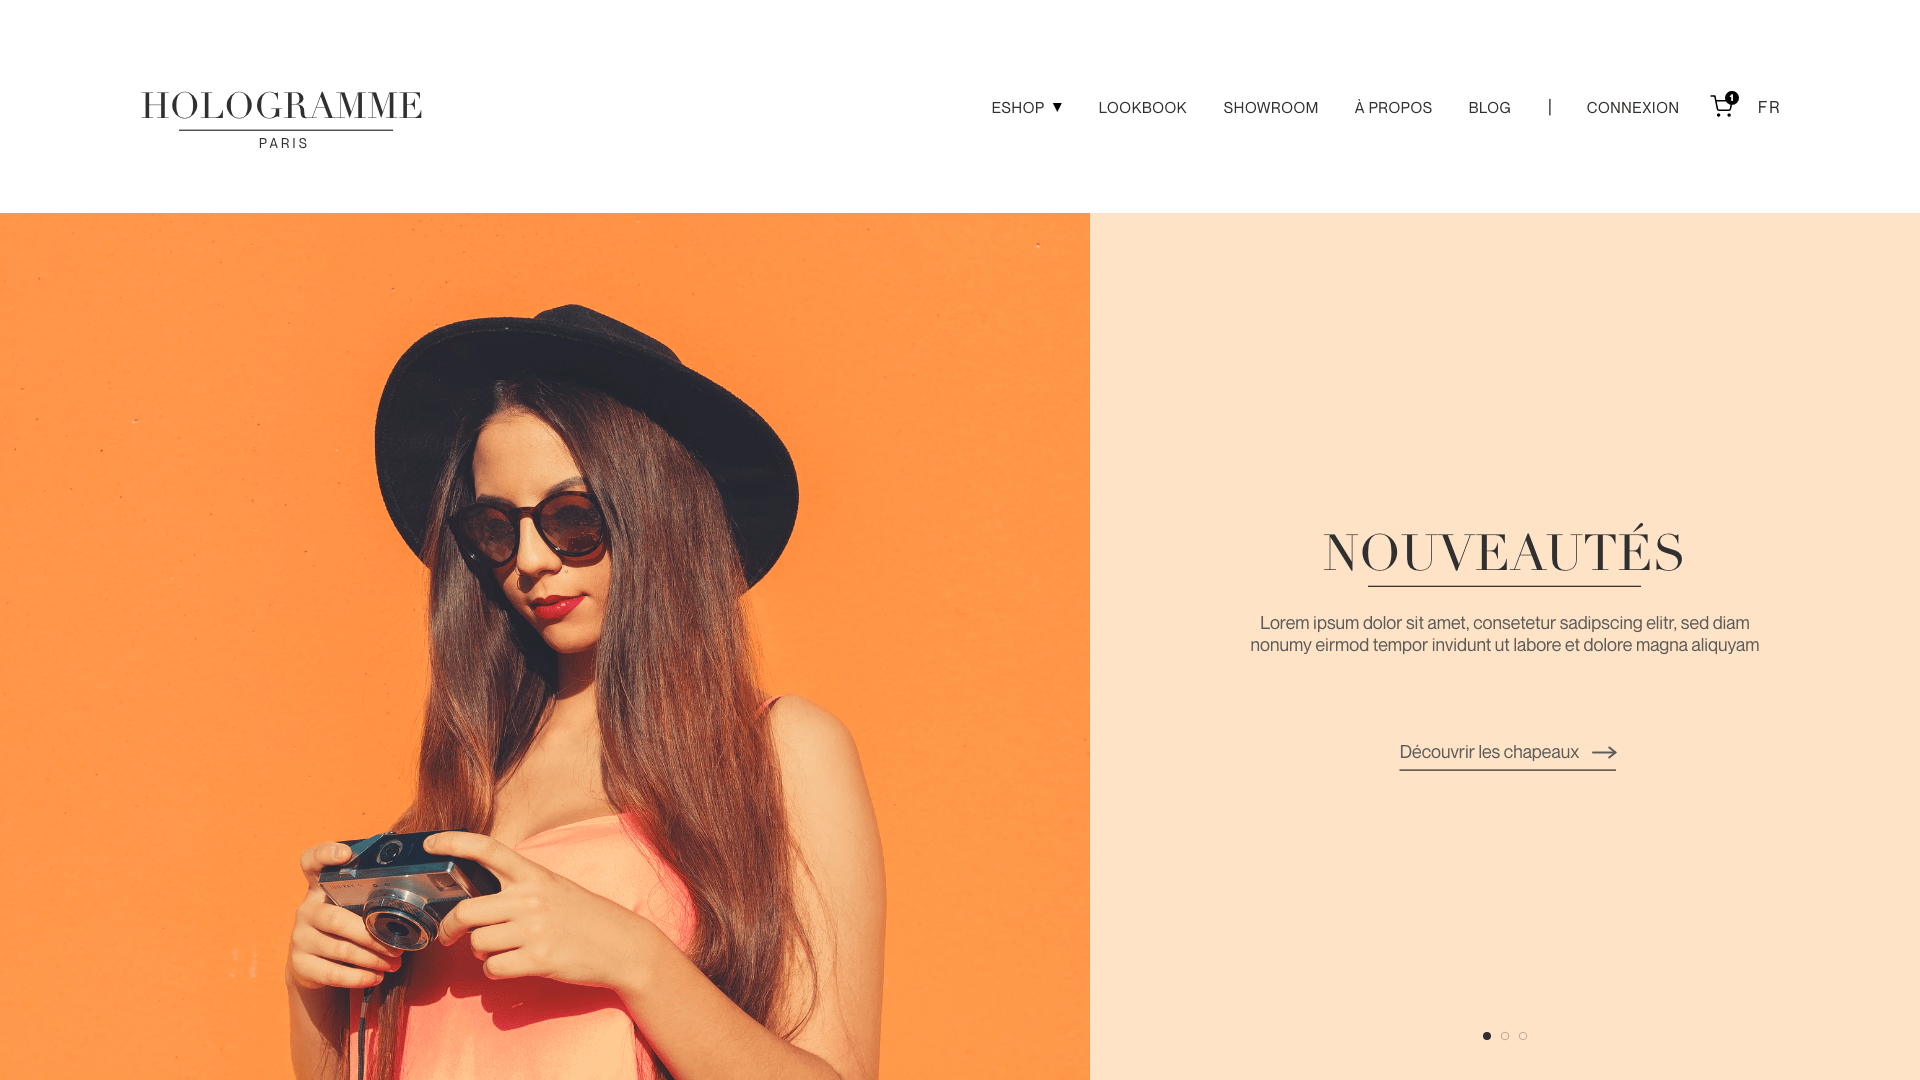 HOLOGRAMME
PARIS
ESHOP ▼ LOOKBOOK SHOWROOM À PROPOS BLOG | CONNEXION 1 FR
NOUVEAUTÉS
Lorem ipsum dolor sit amet, consetetur sadipscing elitr, sed diam
nonumy eirmod tempor invidunt ut labore et dolore magna aliquyam
Découvrir les chapeaux →